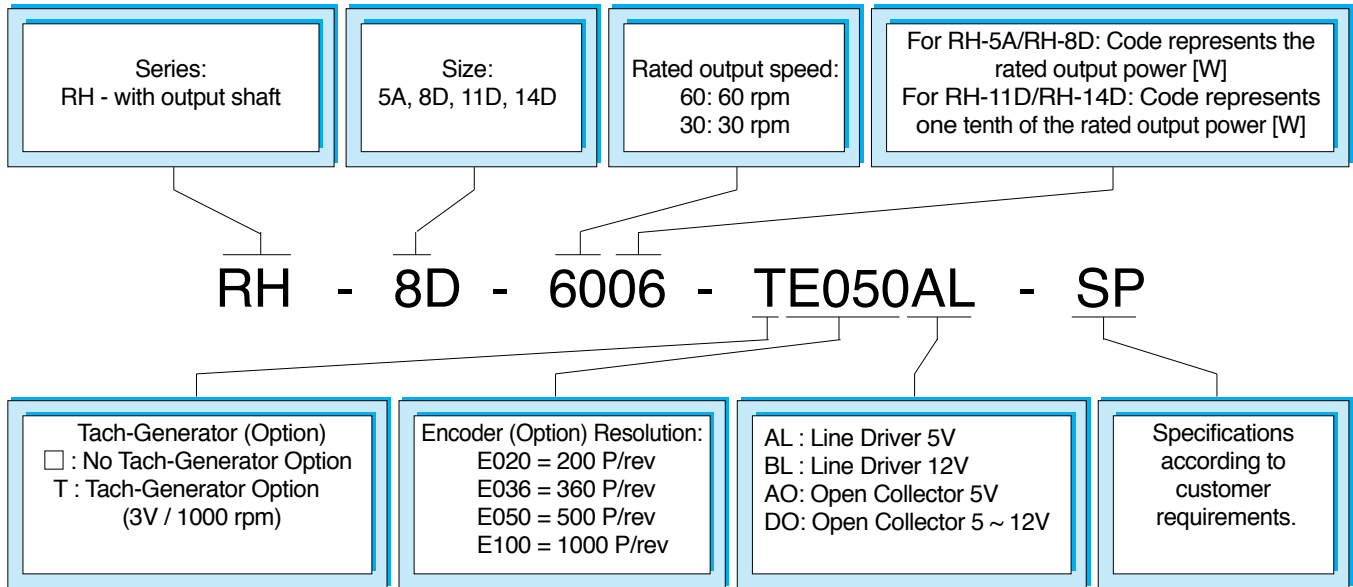 Series:
RH - with output shaft
Size:
5A, 8D, 11D, 14D
Rated output speed:
60: 60 rpm
30: 30 rpm
For RH-5A/RH-8D: Code represents the
rated output power [W]
For RH-11D/RH-14D: Code represents
one tenth of the rated output power [W]
RH - 8D - 6006 - TE050AL - SP
Tach-Generator (Option)
□ : No Tach-Generator Option
T : Tach-Generator Option
(3V / 1000 rpm)
Encoder (Option) Resolution:
E020 = 200 P/rev
E036 = 360 P/rev
E050 = 500 P/rev
E100 = 1000 P/rev
AL : Line Driver 5V
BL : Line Driver 12V
AO: Open Collector 5V
DO: Open Collector 5 ~ 12V
Specifications
according to
customer
requirements.